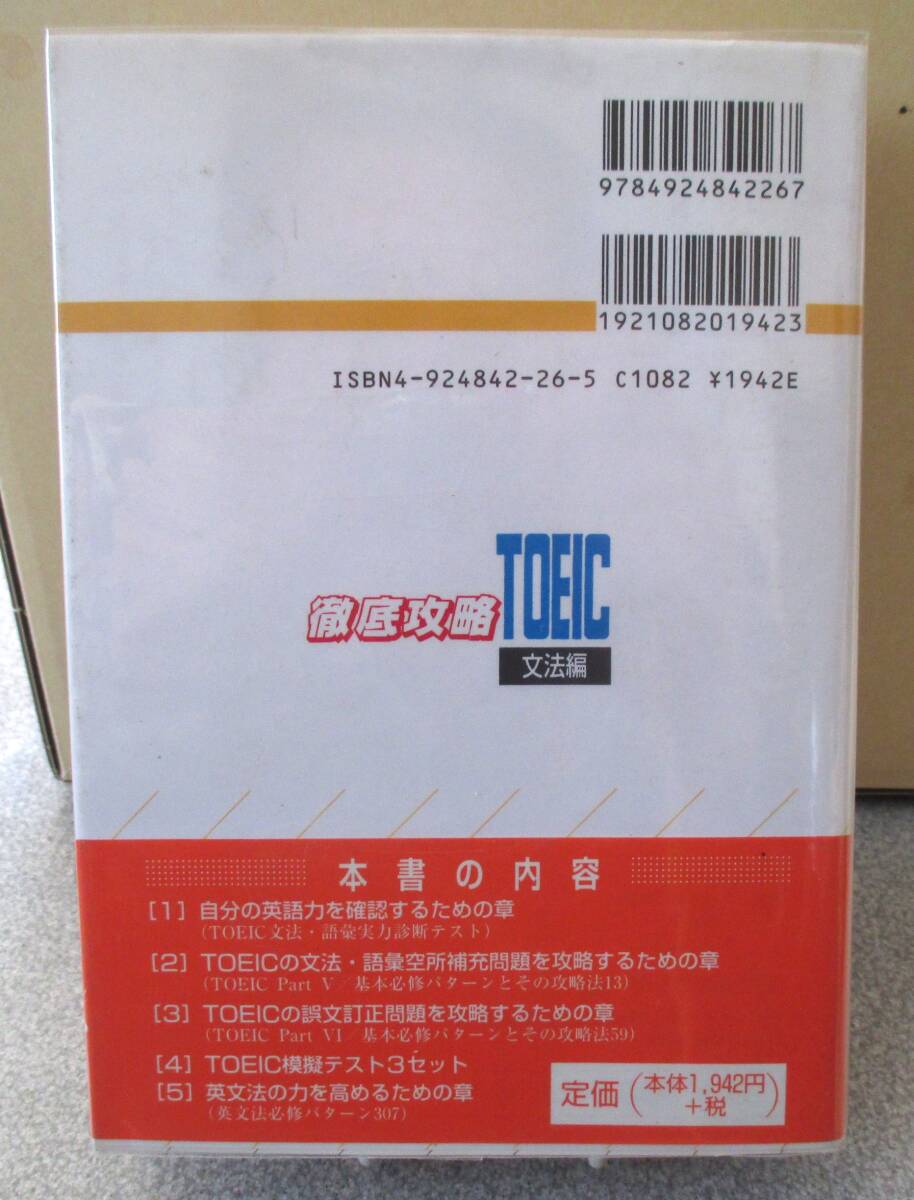 9784924842267
1921082019423
ISBN4-924842-26-5 C1082 ¥1942E
徹底攻略 TOEIC
文法編
本書の内容
[1] 自分の英語力を確認するための章
(TOEIC文法・語彙実力診断テスト)
[2] TOEICの文法・語彙空所補充問題を攻略するための章
(TOEIC Part V/基本必修パターンとその攻略法13)
[3] TOEICの誤文訂正問題を攻略するための章
(TOEIC Part VI/基本必修パターンとその攻略法59)
[4] TOEIC模擬テスト3セット
[5] 英文法の力を高めるための章
(英文法必修パターン307)
定価(本体1,942円+税)